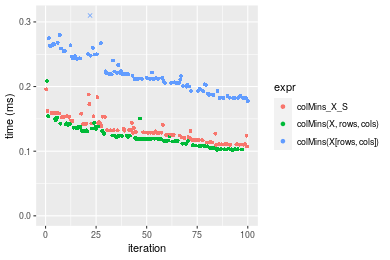 0.3
0.2
0.1
0.0
time (ms)
0
25
50
75
100
iteration
expr
colMins_X_S
colMins(X, rows, cols)
colMins(X[rows, cols])